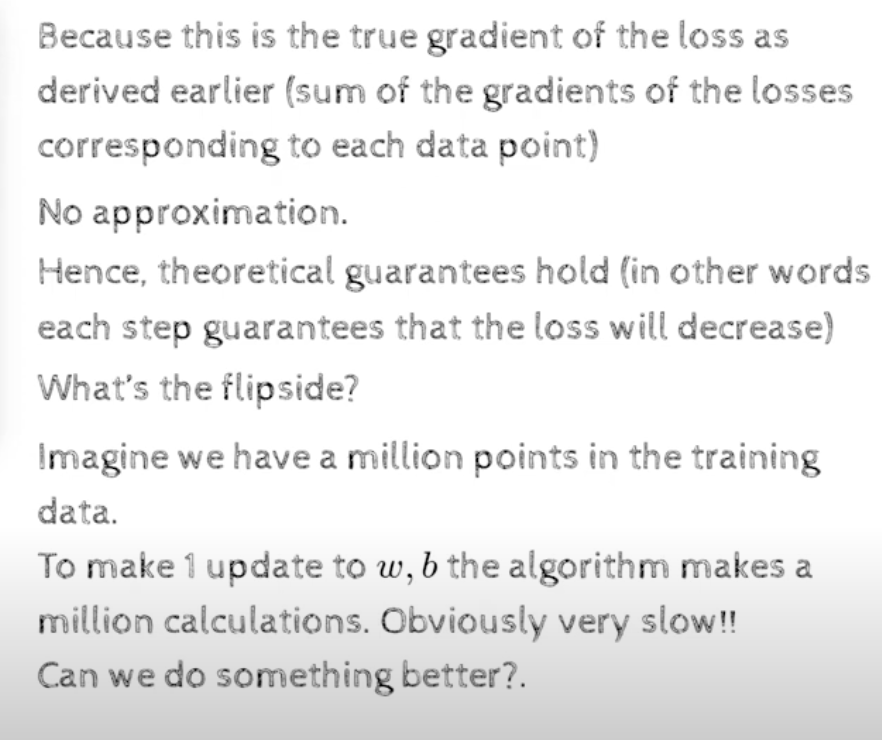 Because this is the true gradient of the loss as
derived earlier (sum of the gradients of the losses
corresponding to each data point)
No approximation.
Hence, theoretical guarantees hold (in other words
each step guarantees that the loss will decrease)
What's the flipside?
Imagine we have a million points in the training
data.
To make 1 update to w, b the algorithm makes a
million calculations. Obviously very slow!!
Can we do something better?.